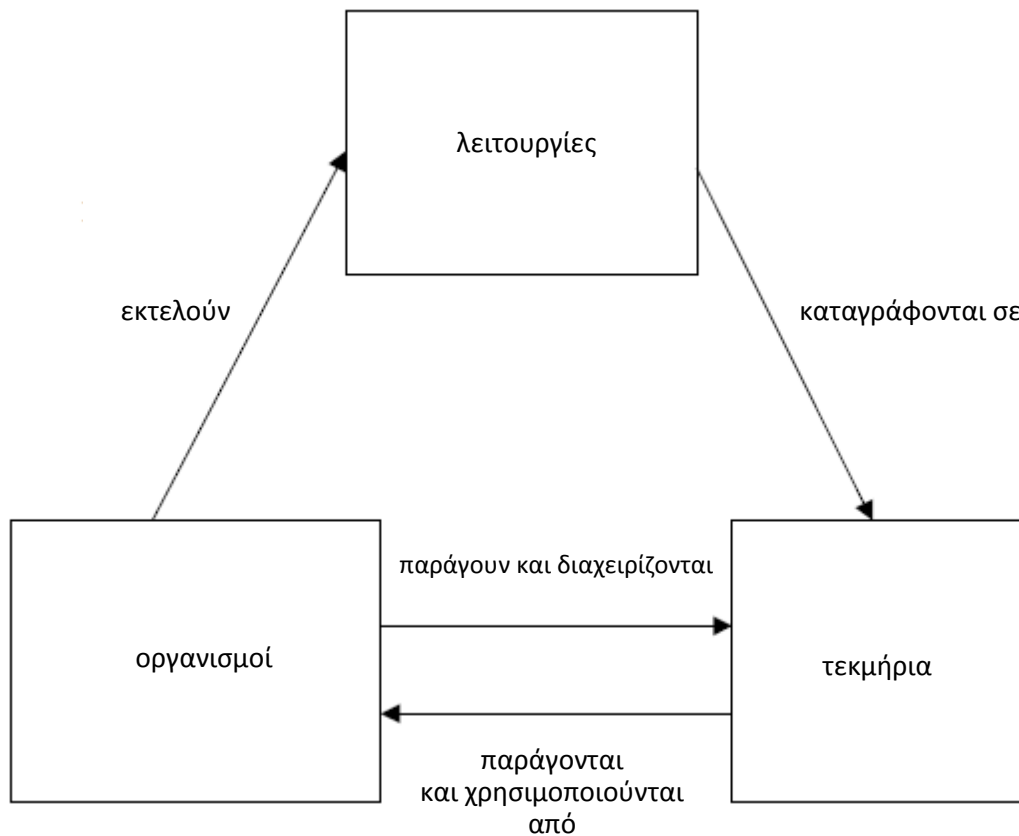 λειτουργίες
εκτελούν
καταγράφονται σε
παράγουν και διαχειρίζονται
οργανισμοί
τεκμήρια
παράγονται
και χρησιμοποιούνται
από